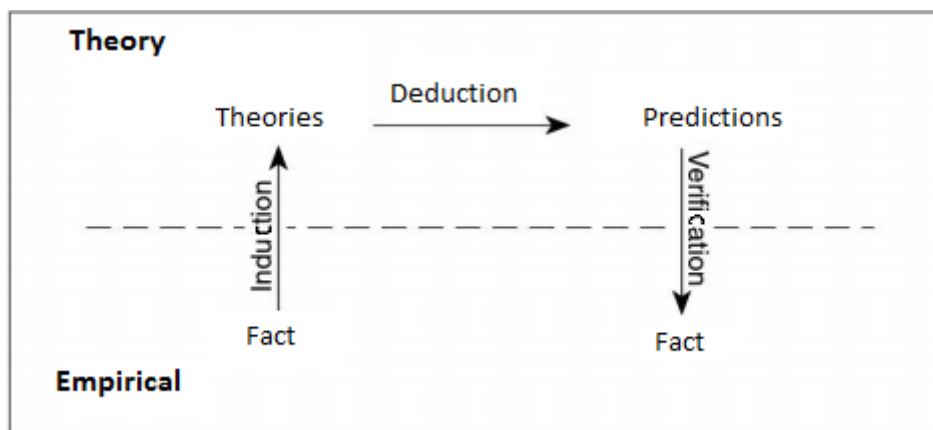 Theory
Deduction
Theories
Predictions
Induction
Verification
Fact
Fact
Empirical